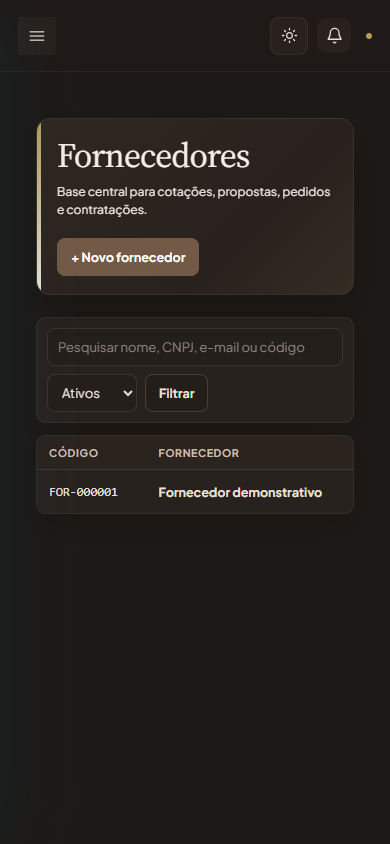 Fornecedores
Base central para cotações, propostas, pedidos
e contratações.
+ Novo fornecedor
Pesquisar nome, CNPJ, e-mail ou código
Ativos
Filtrar
CÓDIGO FORNECEDOR
FOR-000001 Fornecedor demonstrativo